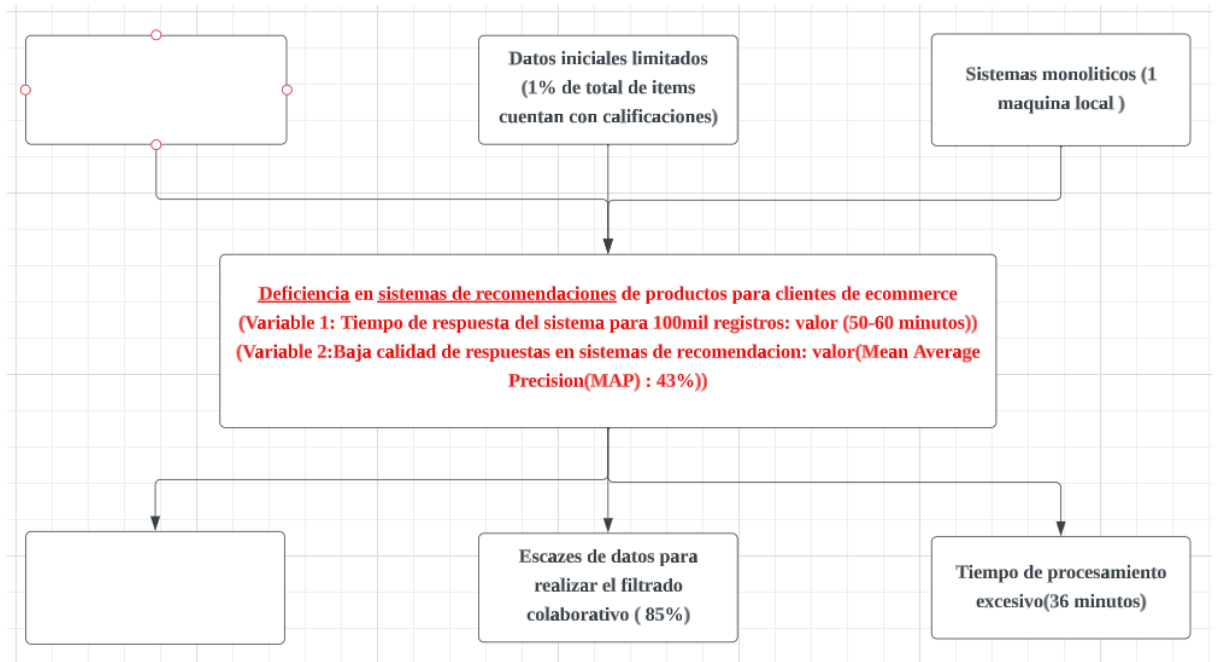 Datos iniciales limitados
(1% de total de items
cuentan con calificaciones)
Sistemas monoliticos (1
maquina local )
Deficiencia en sistemas de recomendaciones de productos para clientes de ecommerce
(Variable 1: Tiempo de respuesta del sistema para 100mil registros: valor (50-60 minutos))
(Variable 2:Baja calidad de respuestas en sistemas de recomendacion: valor(Mean Average
Precision(MAP) : 43%))
Escazes de datos para
realizar el filtrado
colaborativo ( 85%)
Tiempo de procesamiento
excesivo(36 minutos)